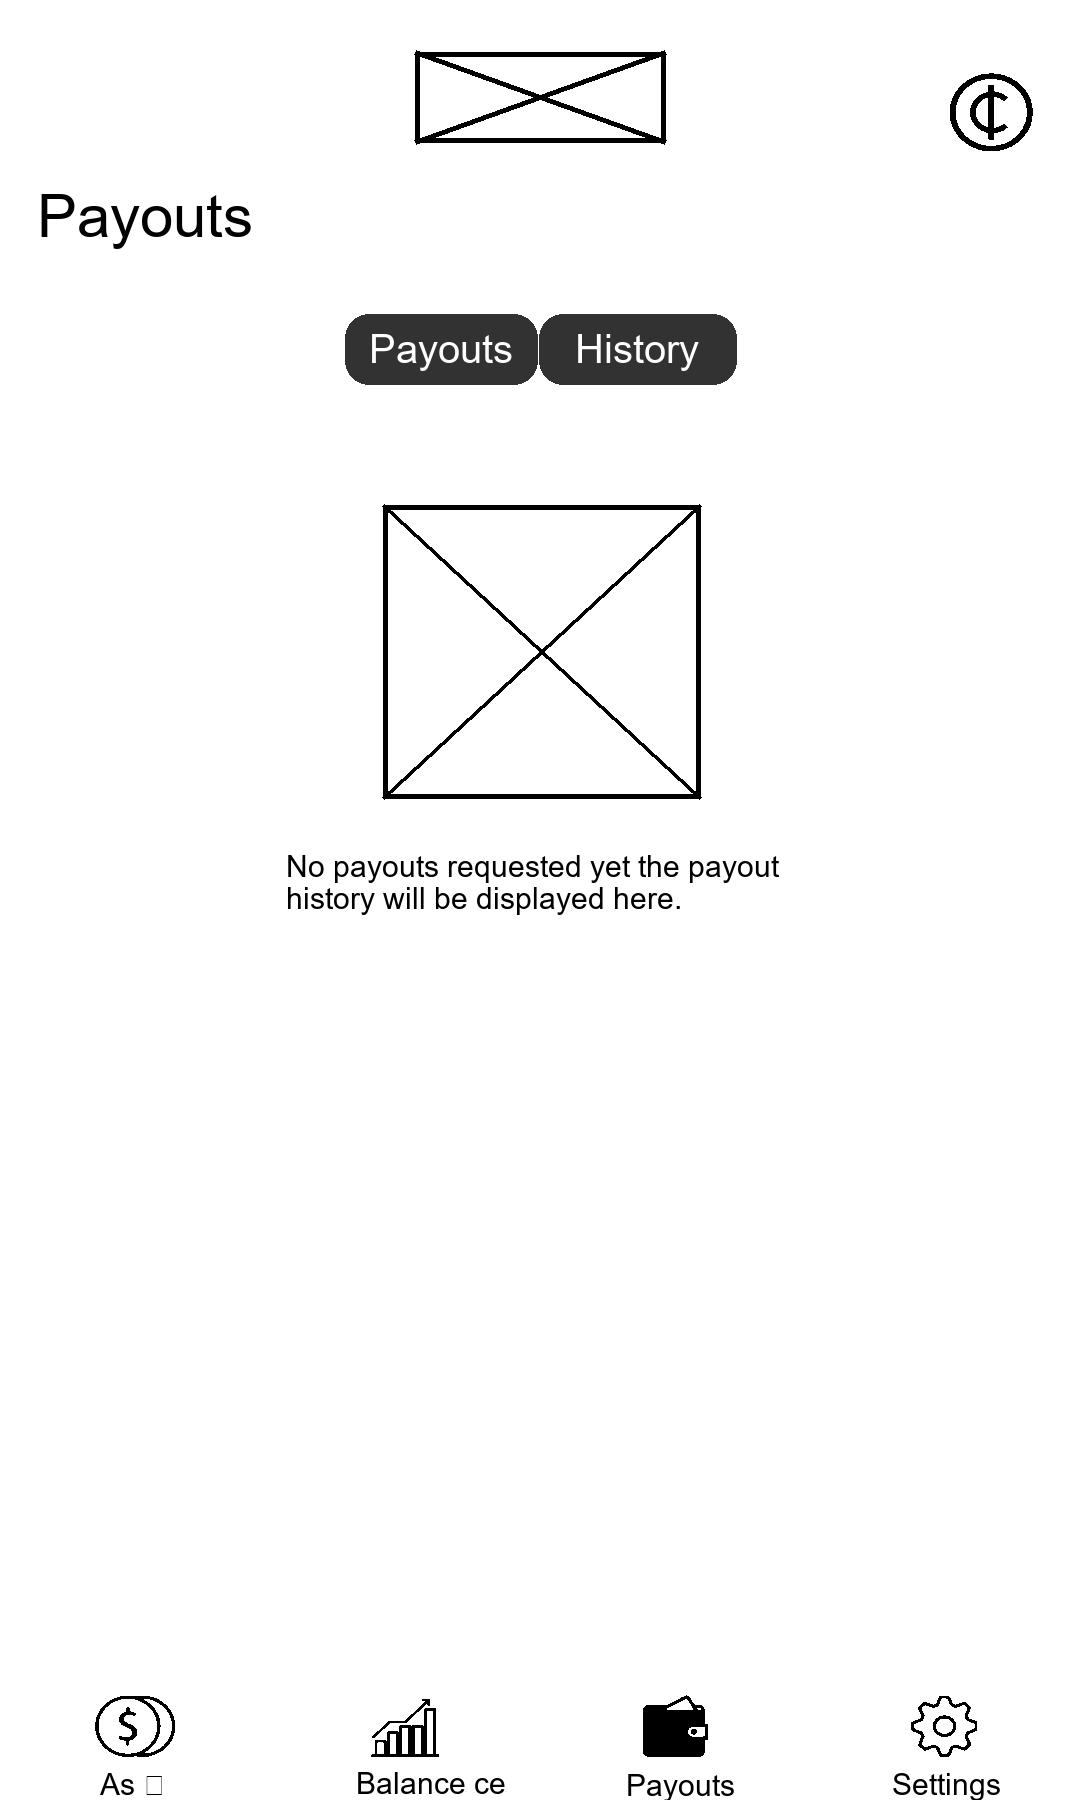 Payouts
Payouts History
No payouts requested yet the payout
history will be displayed here.
As
Balance ce
Payouts
Settings